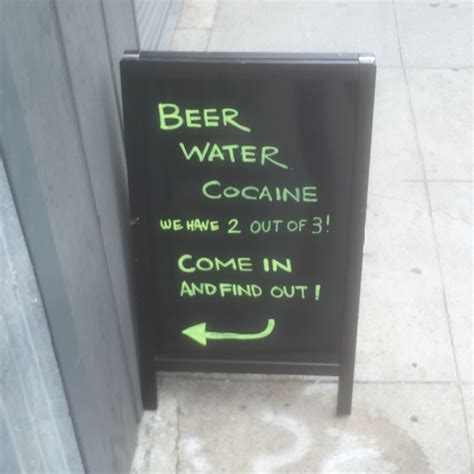 BEER
WATER
COCAINE
WE HAVE 2 OUT OF 3!
COME IN
AND FIND OUT!